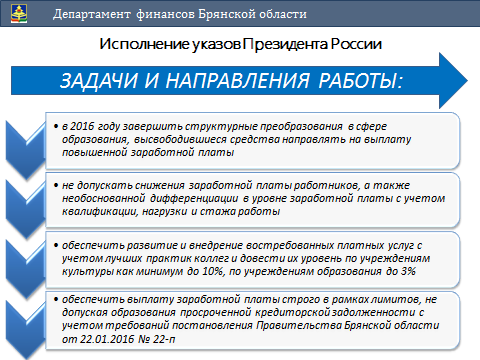 Департамент финансов Брянской области
Исполнение указов Президента России
ЗАДАЧИ И НАПРАВЛЕНИЯ РАБОТЫ:
• в 2016 году завершить структурные преобразования в сфере
образования, высвободившиеся средства направлять на выплату
повышенной заработной платы
• не допускать снижения заработной платы работников, а также
необоснованной дифференциации в уровне заработной платы с учетом
квалификации, нагрузки и стажа работы
• обеспечить развитие и внедрение востребованных платных услуг с
учетом лучших практик коллег и довести их уровень по учреждениям
культуры как минимум до 10%, по учреждениям образования до 3%
• обеспечить выплату заработной платы строго в рамках лимитов, не
допуская образования просроченной кредиторской задолженности с
учетом требований постановления Правительства Брянской области
от 22.01.2016 № 22-п